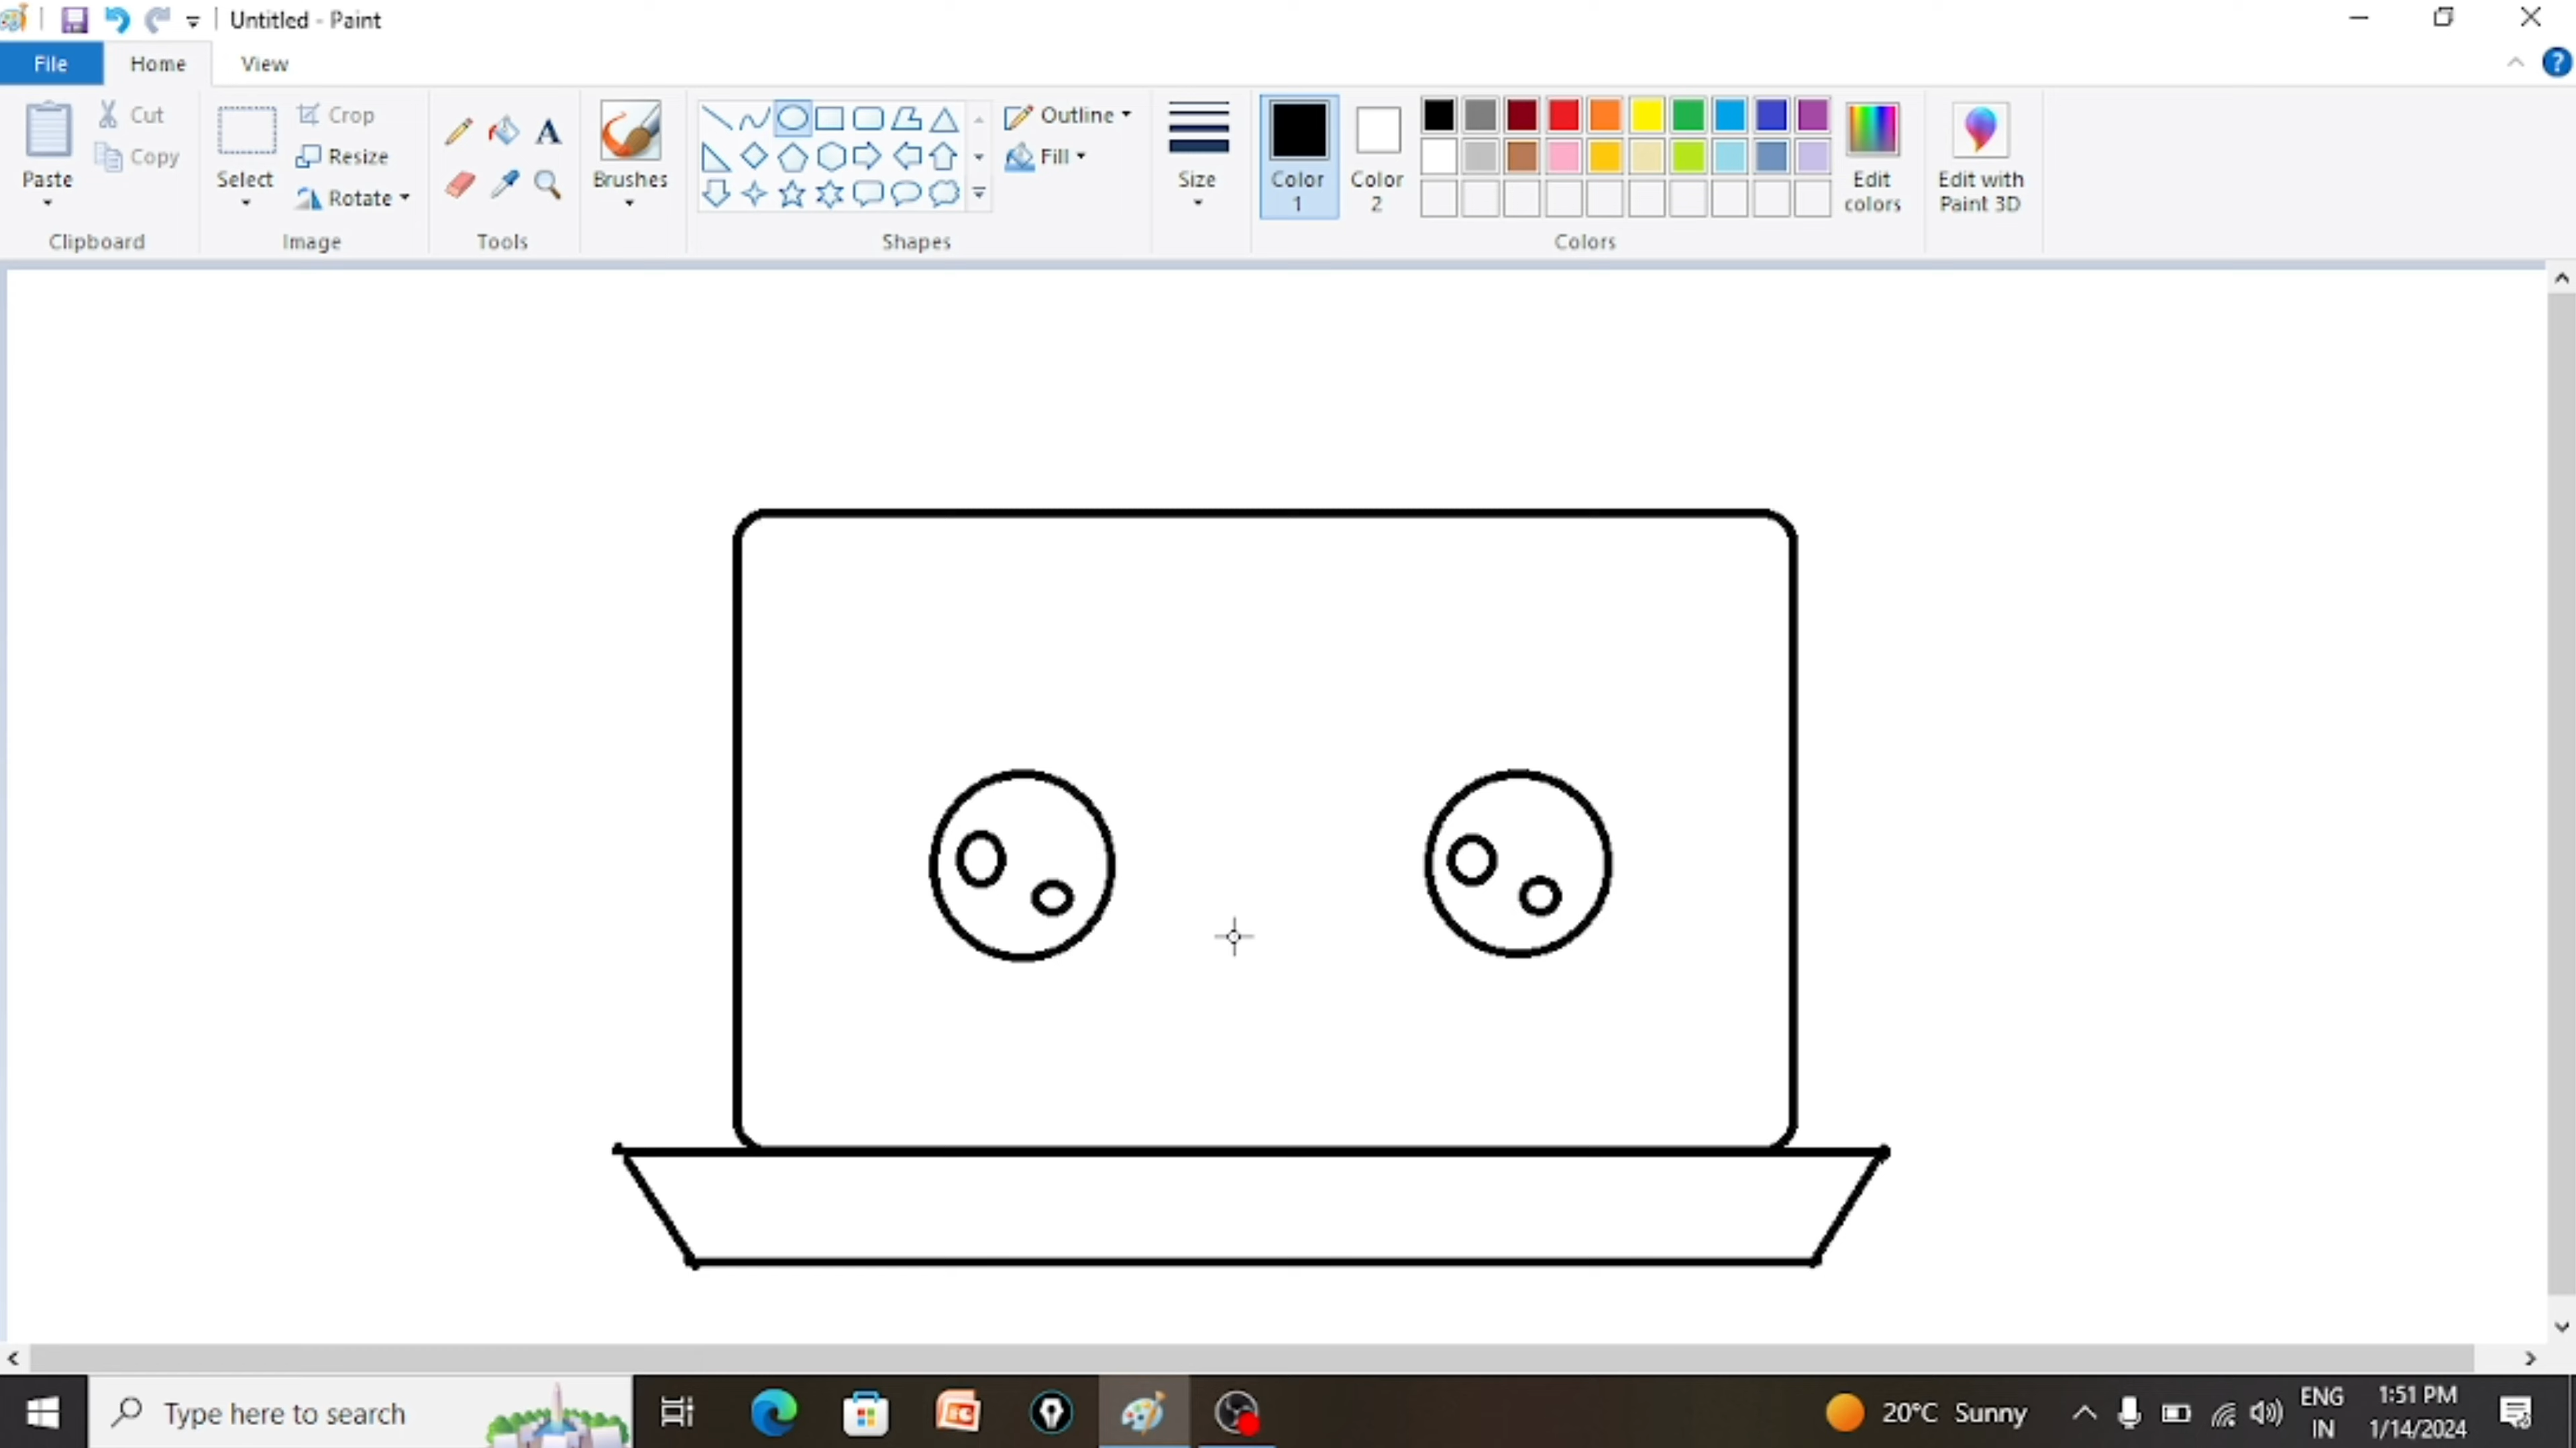 Untitled - Paint
File Home View
Paste Cut Copy
Select Crop Resize Rotate
Brushes
Outline Fill
Size
Color 1
Color 2
Edit colors
Edit with Paint 3D
Clipboard Image Tools Shapes Colors
Type here to search
20°C Sunny
ENG IN
1:51 PM
1/14/2024